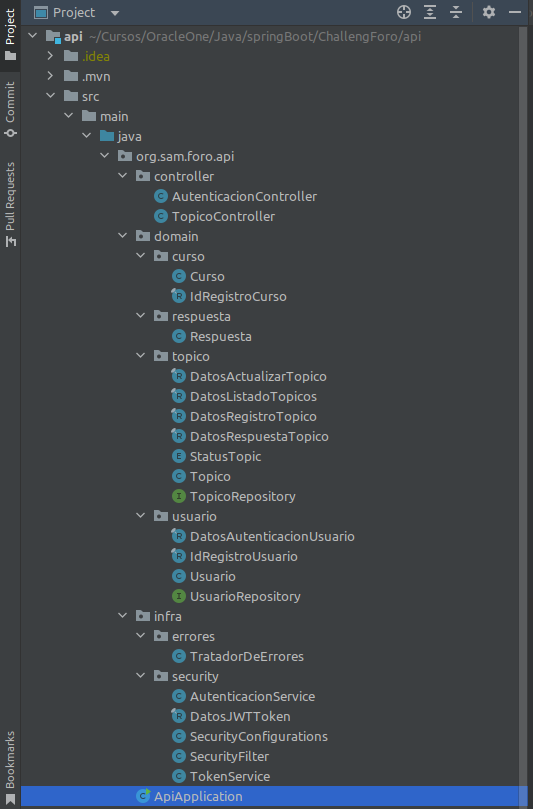 Project
api ~/Cursos/OracleOne/Java/springBoot/ChallengForo/api
.idea
.mvn
src
main
java
org.sam.foro.api
controller
C AutenticacionController
C TopicoController
domain
curso
C Curso
R IdRegistroCurso
respuesta
C Respuesta
topico
R DatosActualizarTopico
R DatosListadoTopicos
R DatosRegistroTopico
R DatosRespuestaTopico
E StatusTopic
C Topico
I TopicoRepository
usuario
R DatosAutenticacionUsuario
R IdRegistroUsuario
C Usuario
I UsuarioRepository
infra
errores
C TratadorDeErrores
security
C AutenticacionService
R DatosJWTToken
C SecurityConfigurations
C SecurityFilter
C TokenService
C ApiApplication
Project
Commit
Pull Requests
Bookmarks